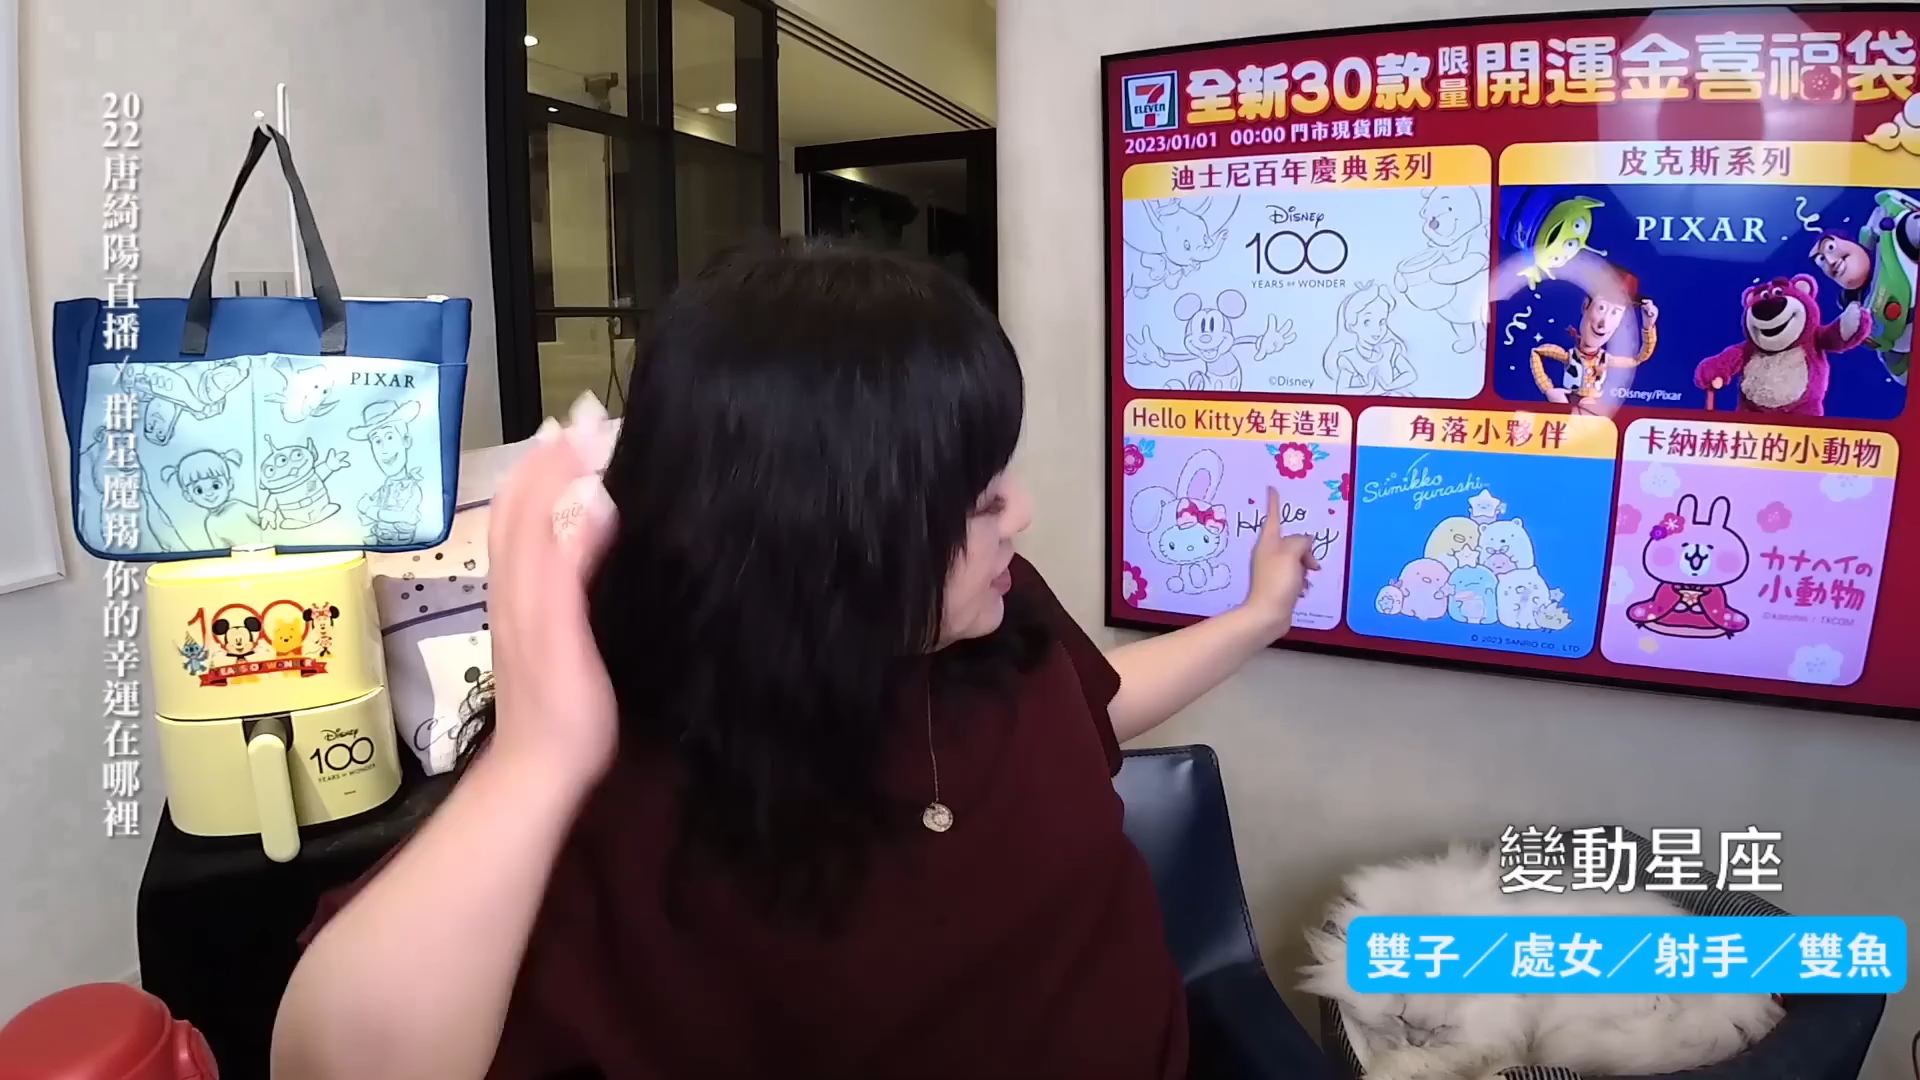 2022唐綺陽直播/群星魔羯 你的幸運在哪裡
PIXAR
100
YEARS OF WONDER
Disney
100
YEARS OF WONDER
7
ELEVEN
全新30款限量開運金喜福袋
2023/01/01 00:00 門市現貨開賣
迪士尼百年慶典系列
Disney
100
YEARS OF WONDER
©Disney
皮克斯系列
PIXAR
©Disney/Pixar
Hello Kitty兔年造型
角落小夥伴
Sumikko
gurashi
卡納赫拉的小動物
カナヘイの
小動物
變動星座
雙子／處女／射手／雙魚